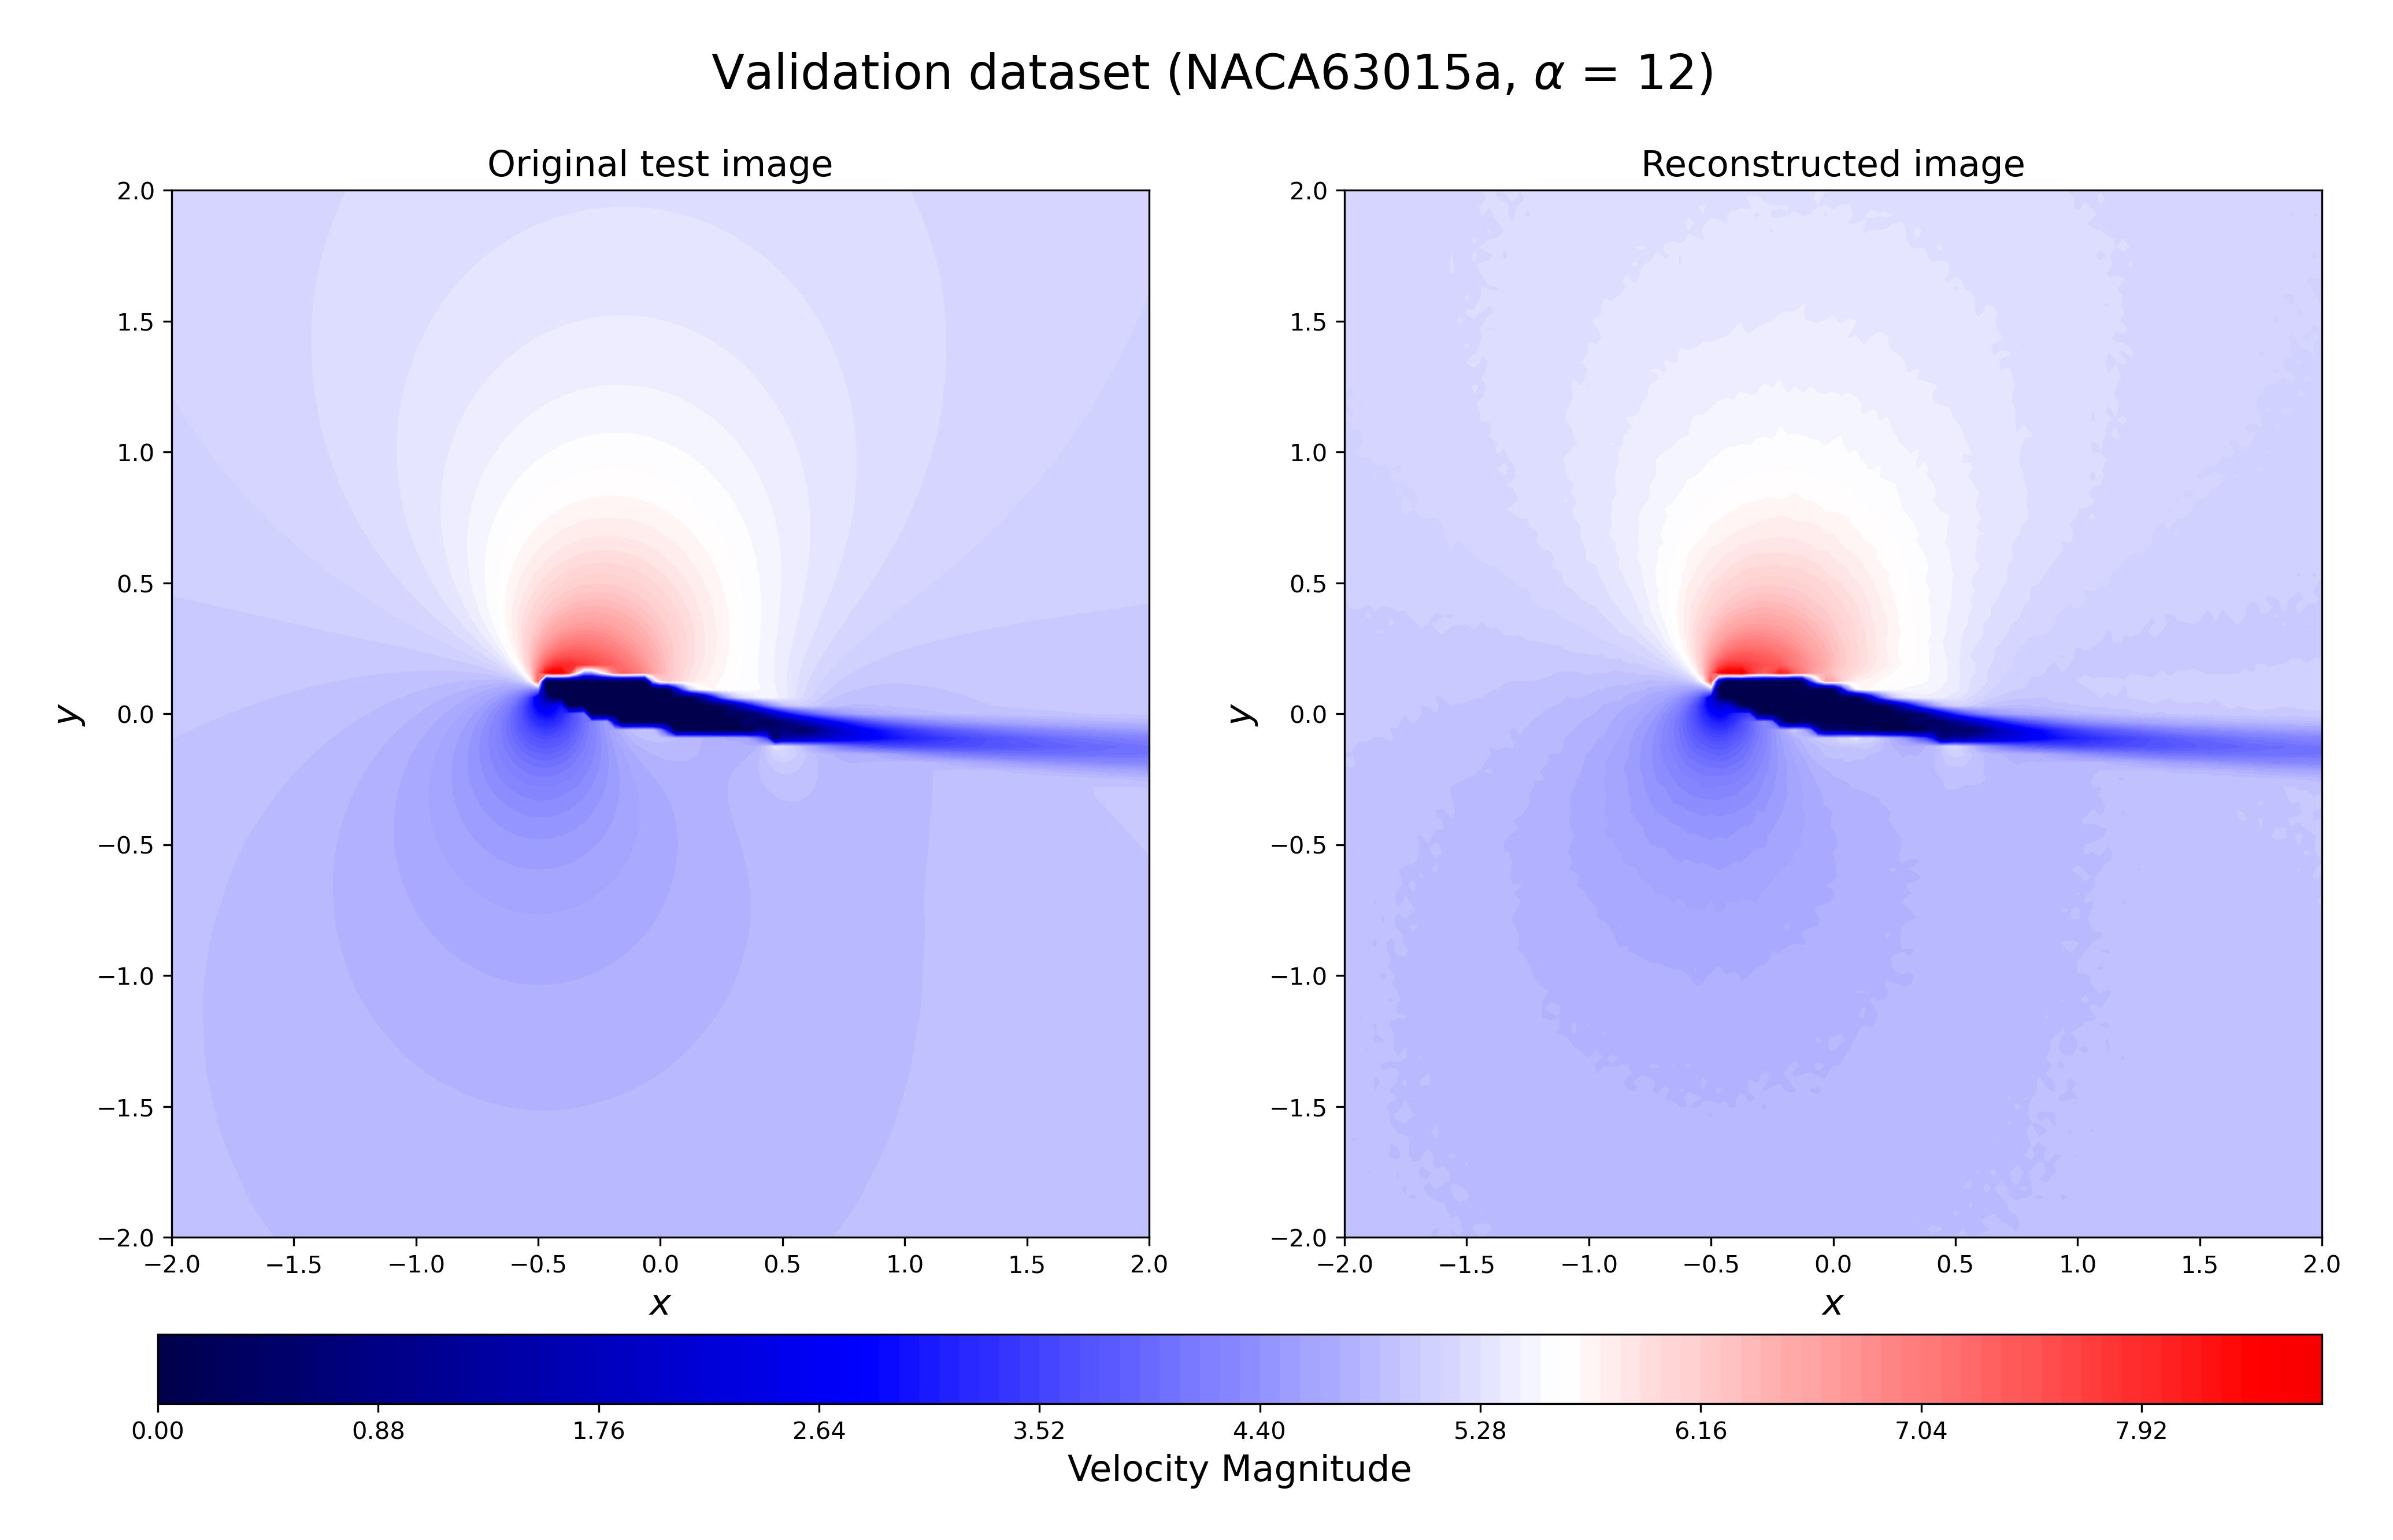 Validation dataset (NACA63015a, α = 12)
Original test image
Reconstructed image
2.0
1.5
1.0
0.5
0.0
−0.5
−1.0
−1.5
−2.0
y
−2.0 −1.5 −1.0 −0.5 0.0 0.5 1.0 1.5 2.0
x
2.0
1.5
1.0
0.5
0.0
−0.5
−1.0
−1.5
−2.0
y
−2.0 −1.5 −1.0 −0.5 0.0 0.5 1.0 1.5 2.0
x
0.00 0.88 1.76 2.64 3.52 4.40 5.28 6.16 7.04 7.92
Velocity Magnitude